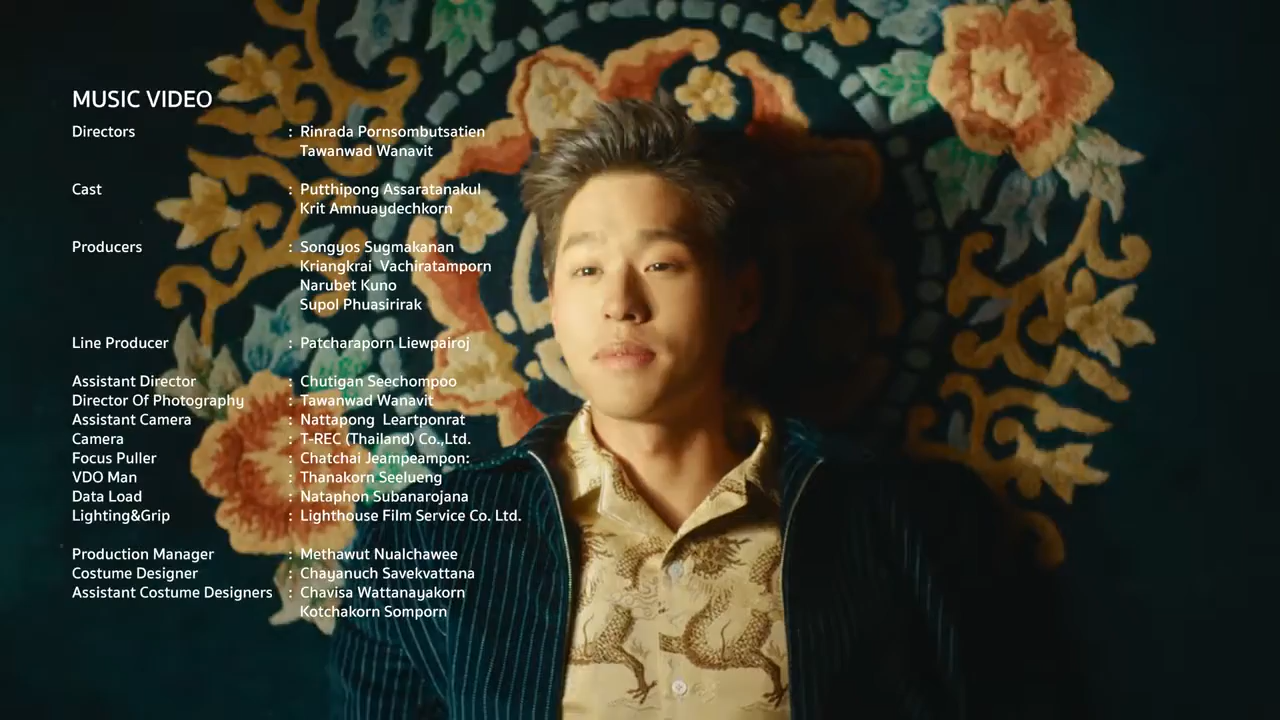 MUSIC VIDEO
Directors : Rinrada Pornsombutsatien
Tawanwad Wanavit
Cast : Putthipong Assaratanakul
Krit Amnuaydechkorn
Producers : Songyos Sugmakanan
Kriangkrai Vachiratamporn
Narubet Kuno
Supol Phuasirirak
Line Producer : Patcharaporn Liewpairoj
Assistant Director : Chutigan Seechompoo
Director Of Photography : Tawanwad Wanavit
Assistant Camera : Nattapong Leartponrat
Camera : T-REC (Thailand) Co.,Ltd.
Focus Puller : Chatchai Jeampeampon:
VDO Man : Thanakorn Seelueng
Data Load : Nataphon Subanarojana
Lighting&Grip : Lighthouse Film Service Co. Ltd.
Production Manager : Methawut Nualchawee
Costume Designer : Chayanuch Savekvattana
Assistant Costume Designers : Chavisa Wattanayakorn
Kotchakorn Somporn